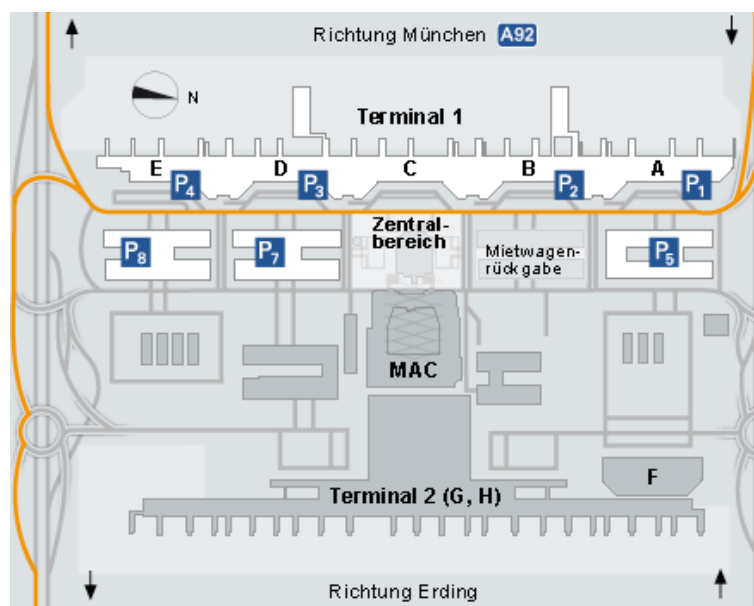 Richtung München A92
N
Terminal 1
E D C B A
P4 P3 P2 P1
Zentral-
bereich
Mietwagen-
rückgabe
P8 P7 P5
MAC
F
Terminal 2 (G, H)
Richtung Erding